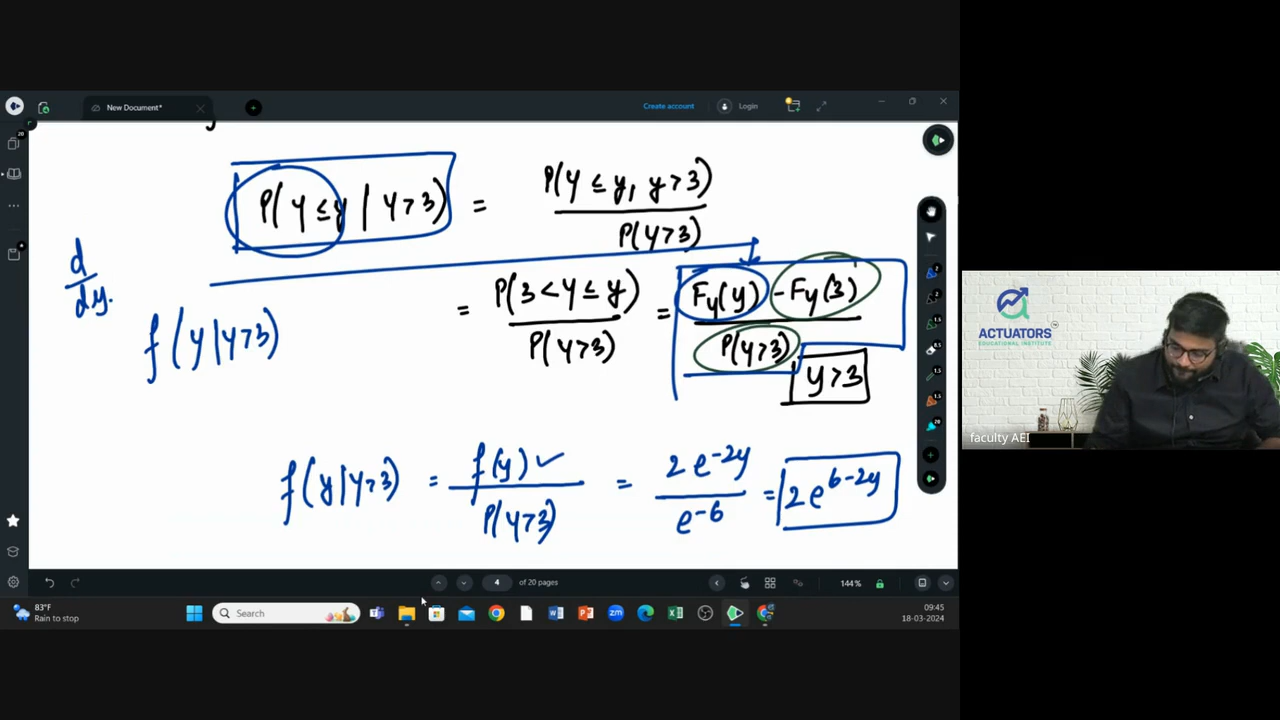 New Document*
Create account
Login
P(Y ≤ y | Y>3) = P(Y ≤ y, y>3) / P(Y>3)
d/dy.
= P(3 < Y ≤ y) / P(Y>3) = F_Y(y) - F_Y(3) / P(Y>3)
f(y|Y>3)
y>3
f(y|Y>3) = f(y) ✓ / P(Y>3) = 2 e^-2y / e^-6 = 2 e^6-2y
4 of 20 pages
144%
83°F
Rain to stop
Search
09:45
18-03-2024
ACTUATORS
EDUCATIONAL INSTITUTE
faculty AEI